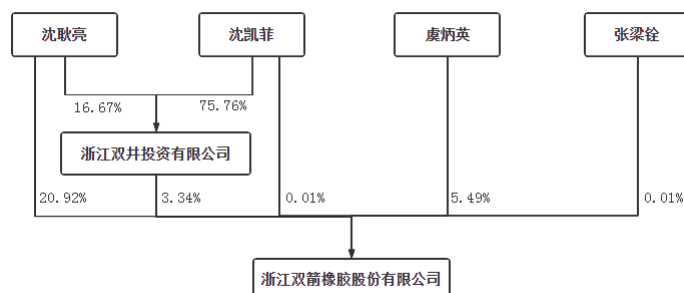 沈耿亮
沈凯菲
虞炳英
张梁铨
16.67%
75.76%
浙江双井投资有限公司
20.92%
3.34%
0.01%
5.49%
0.01%
浙江双箭橡胶股份有限公司